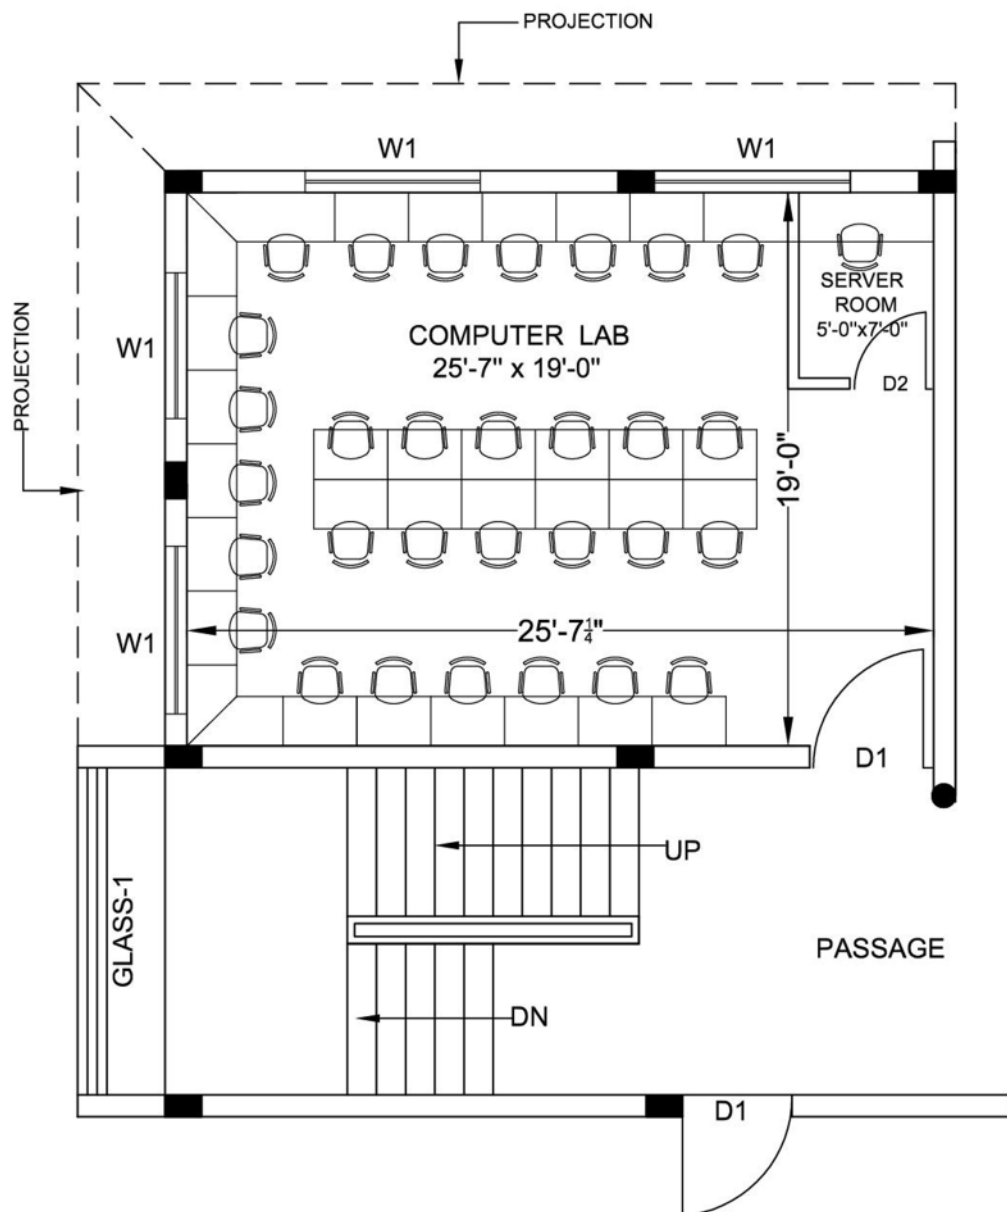 PROJECTION
W1
W1
SERVER
ROOM
5'-0"x7'-0"
D2
PROJECTION
W1
COMPUTER LAB
25'-7" x 19'-0"
19'-0"
W1
25'-7¼"
D1
UP
GLASS-1
PASSAGE
DN
D1